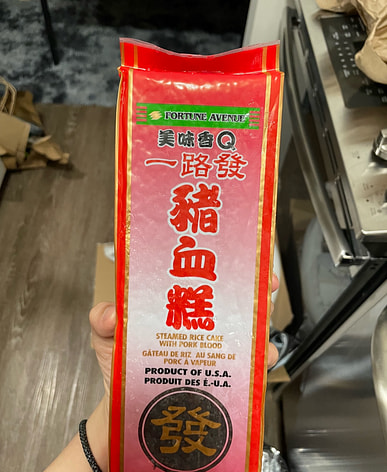 FORTUNE AVENUE
美味香Q
一路發
豬血糕
STEAMED RICE CAKE
WITH PORK BLOOD
GÂTEAU DE RIZ AU SANG DE
PORC À VAPEUR
PRODUCT OF U.S.A.
PRODUIT DES É.-U.A.
發